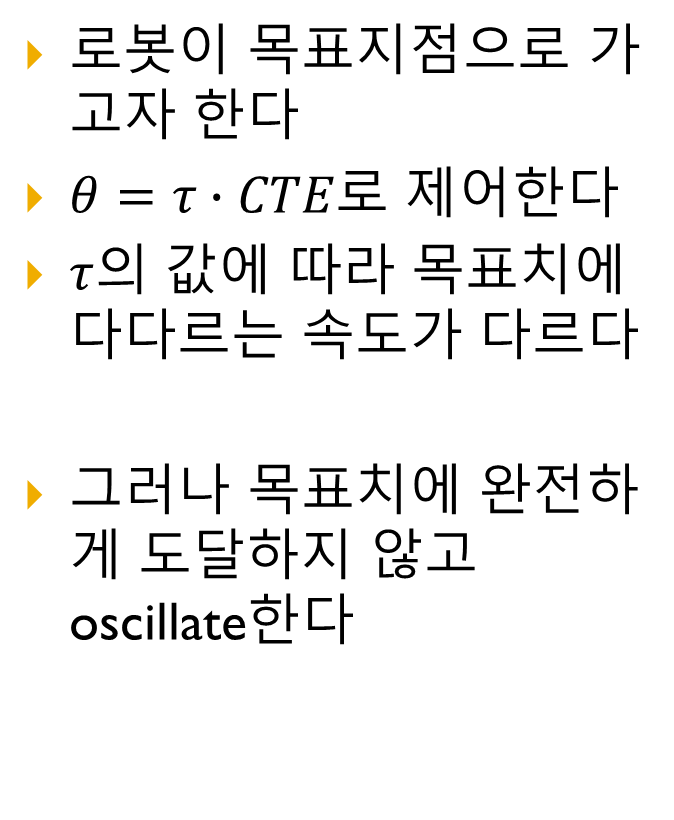 로봇이 목표지점으로 가
고자 한다
θ = τ · CTE로 제어한다
τ의 값에 따라 목표치에
다다르는 속도가 다르다
그러나 목표치에 완전하
게 도달하지 않고
oscillate한다